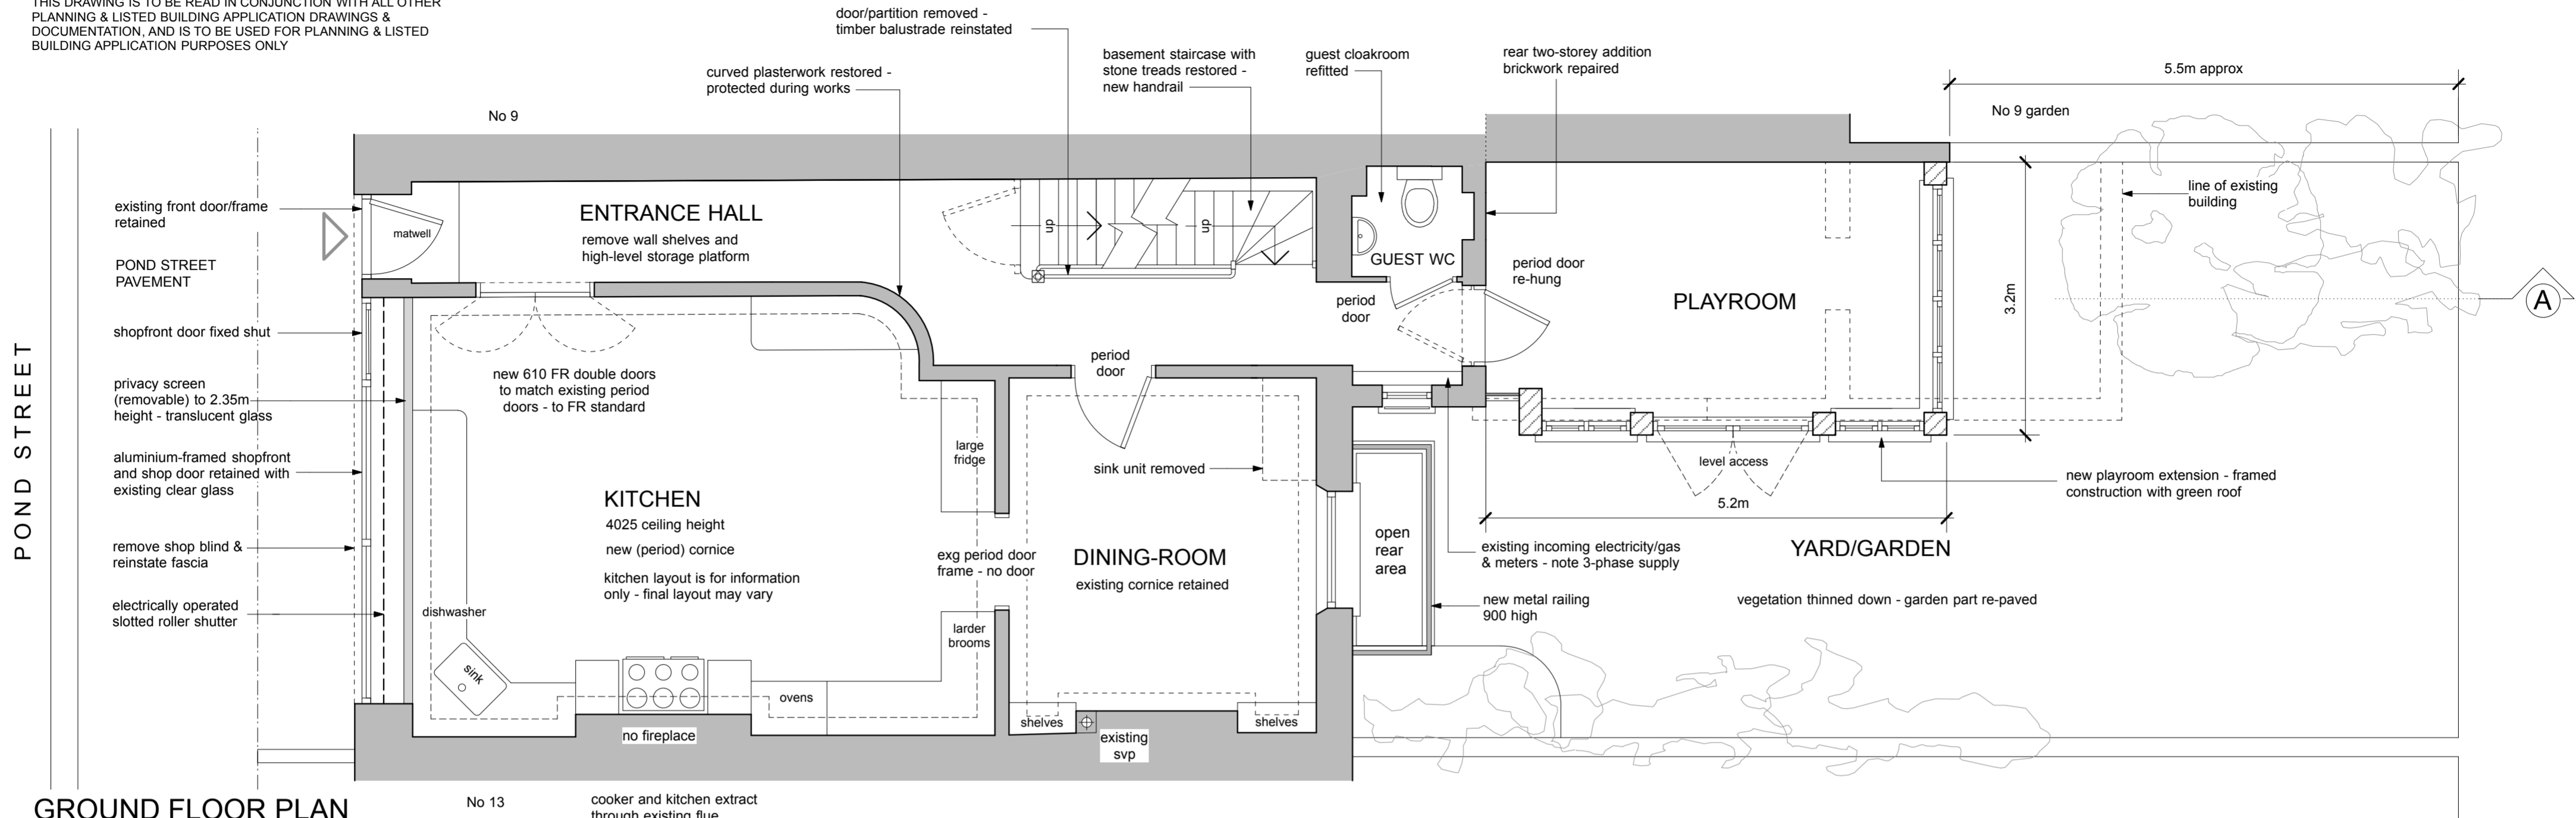 THIS DRAWING IS TO BE READ IN CONJUNCTION WITH ALL OTHER
PLANNING & LISTED BUILDING APPLICATION DRAWINGS &
DOCUMENTATION, AND IS TO BE USED FOR PLANNING & LISTED
BUILDING APPLICATION PURPOSES ONLY
door/partition removed -
timber balustrade reinstated
curved plasterwork restored -
protected during works
basement staircase with
stone treads restored -
new handrail
guest cloakroom
refitted
rear two-storey addition
brickwork repaired
5.5m approx
No 9
No 9 garden
existing front door/frame
retained
matwell
POND STREET
PAVEMENT
ENTRANCE HALL
remove wall shelves and
high-level storage platform
up
up
GUEST WC
period
door
period door
re-hung
PLAYROOM
3.2m
line of existing
building
A
shopfront door fixed shut
privacy screen
(removable) to 2.35m
height - translucent glass
aluminium-framed shopfront
and shop door retained with
existing clear glass
remove shop blind &
reinstate fascia
electrically operated
slotted roller shutter
POND STREET
new 610 FR double doors
to match existing period
doors - to FR standard
period
door
large
fridge
sink unit removed
level access
5.2m
new playroom extension - framed
construction with green roof
KITCHEN
4025 ceiling height
new (period) cornice
kitchen layout is for information
only - final layout may vary
exg period door
frame - no door
DINING-ROOM
existing cornice retained
open
rear
area
existing incoming electricity/gas
& meters - note 3-phase supply
YARD/GARDEN
new metal railing
900 high
vegetation thinned down - garden part re-paved
dishwasher
sink
larder
brooms
ovens
no fireplace
shelves
existing
svp
shelves
GROUND FLOOR PLAN
No 13
cooker and kitchen extract
through existing flue